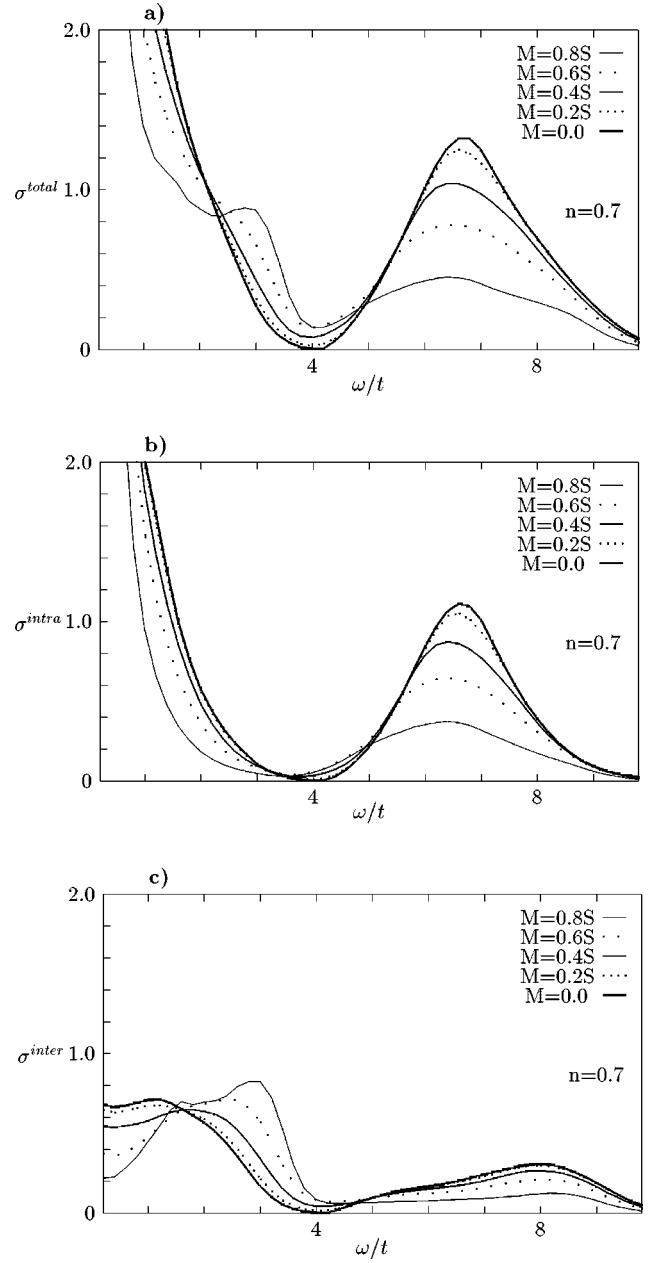 a)
2.0
M=0.8S
M=0.6S
M=0.4S
M=0.2S
M=0.0
σ^total 1.0
n=0.7
0
4 8
ω/t
b)
2.0
M=0.8S
M=0.6S
M=0.4S
M=0.2S
M=0.0
σ^intra 1.0
n=0.7
0
4 8
ω/t
c)
2.0
M=0.8S
M=0.6S
M=0.4S
M=0.2S
M=0.0
σ^inter 1.0
n=0.7
0
4 8
ω/t